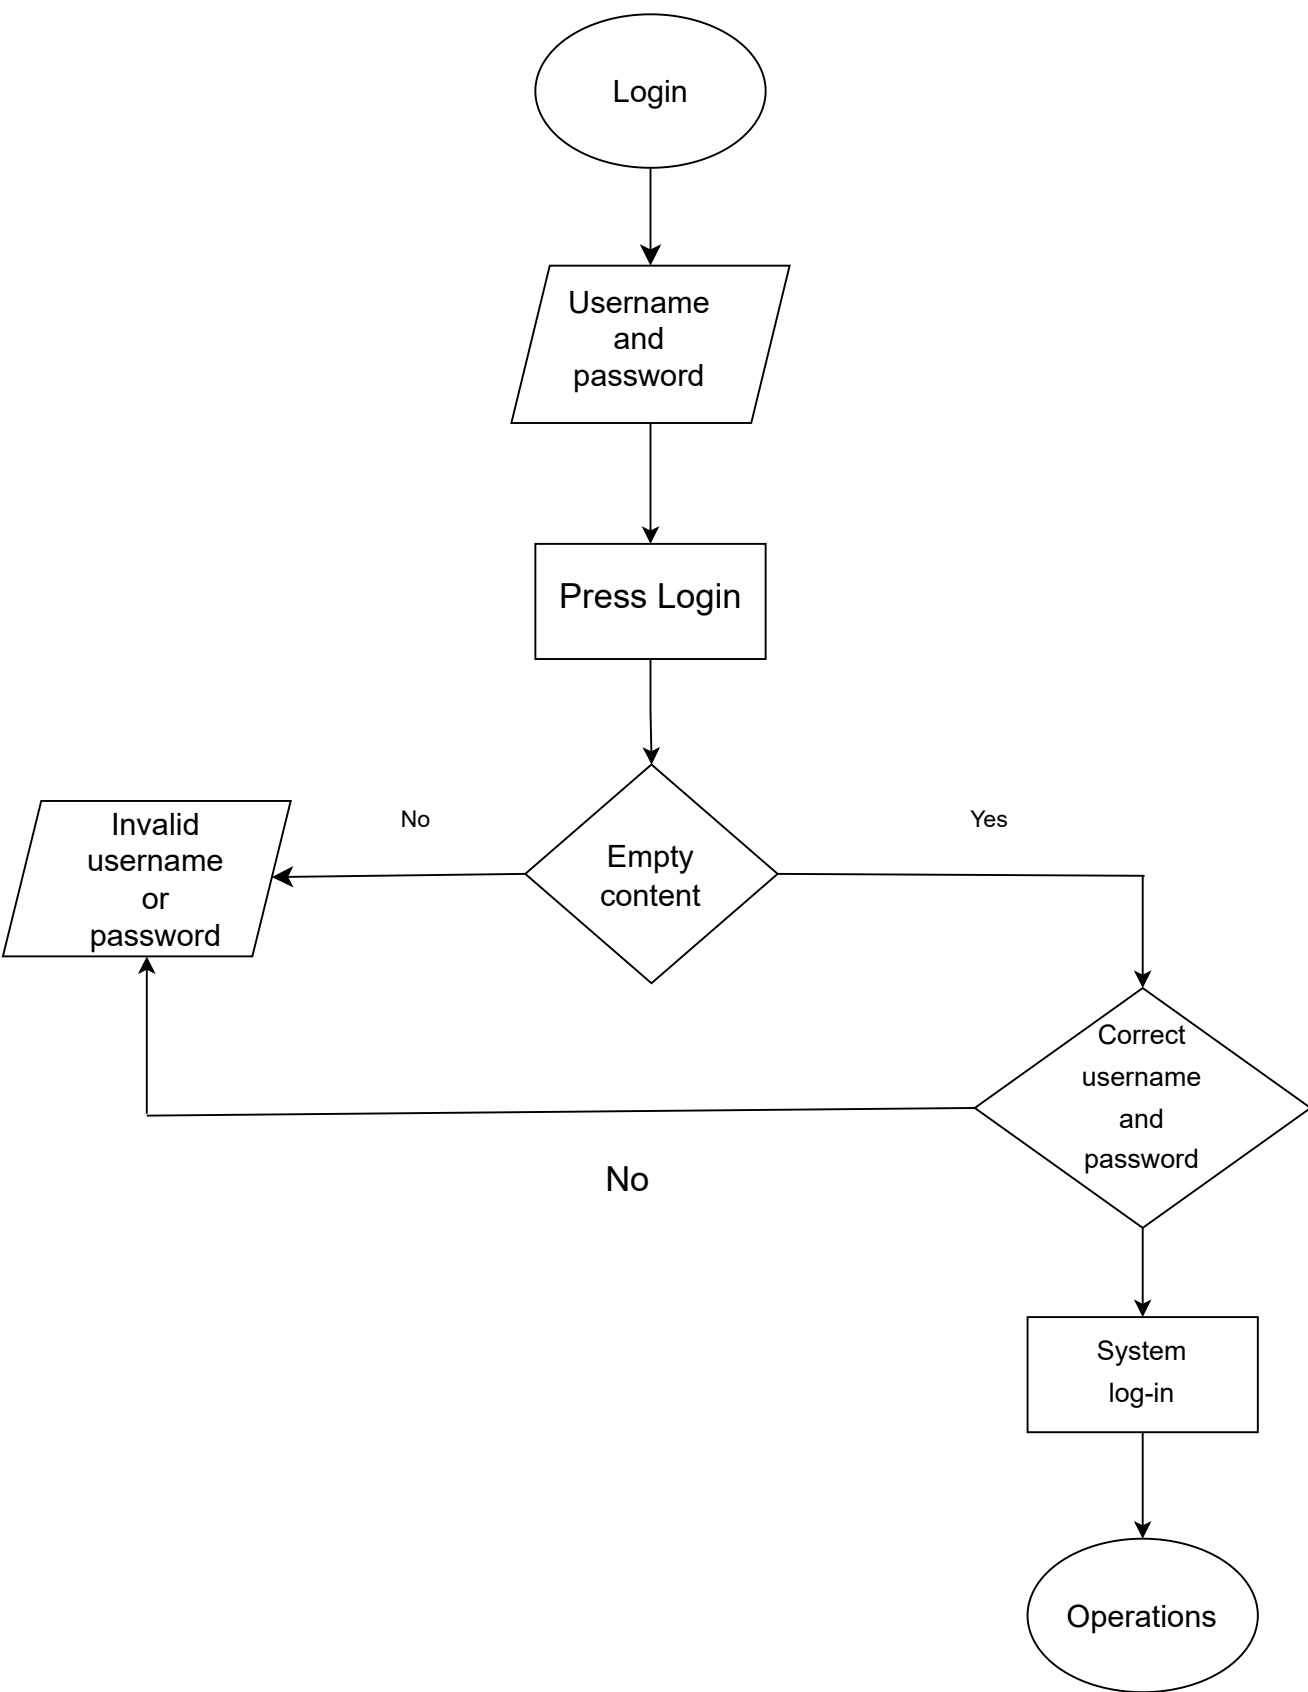 Login
Username
and
password
Press Login
No
Yes
Empty
content
Invalid
username
or
password
Correct
username
and
password
No
System
log-in
Operations